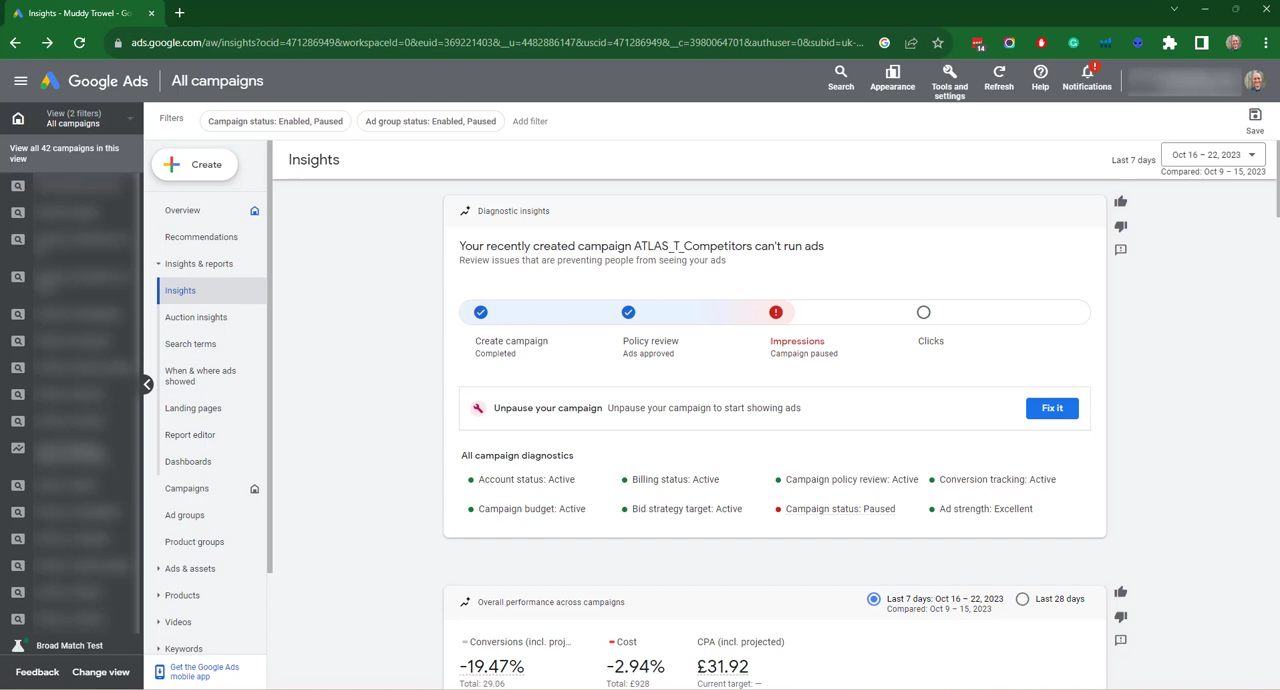 Insights - Muddy Trowel - Go
ads.google.com/aw/insights?ocid=471286949&workspaceId=0&euid=369221403&__u=4482886147&uscid=471286949&__c=3980064701&authuser=0&subid=uk-...
14
Google Ads
All campaigns
Search
Appearance
Tools and
settings
Refresh
Help
Notifications
View (2 filters)
All campaigns
Filters
Campaign status: Enabled, Paused
Ad group status: Enabled, Paused
Add filter
Save
View all 42 campaigns in this
view
Create
Insights
Last 7 days
Oct 16 – 22, 2023
Compared: Oct 9 – 15, 2023
Overview
Recommendations
Insights & reports
Insights
Auction insights
Search terms
When & where ads
showed
Landing pages
Report editor
Dashboards
Campaigns
Ad groups
Product groups
Ads & assets
Products
Videos
Keywords
Get the Google Ads
mobile app
Broad Match Test
Feedback
Change view
Diagnostic insights
Your recently created campaign ATLAS_T_Competitors can't run ads
Review issues that are preventing people from seeing your ads
Create campaign
Completed
Policy review
Ads approved
Impressions
Campaign paused
Clicks
Unpause your campaign Unpause your campaign to start showing ads
Fix it
All campaign diagnostics
Account status: Active
Billing status: Active
Campaign policy review: Active
Conversion tracking: Active
Campaign budget: Active
Bid strategy target: Active
Campaign status: Paused
Ad strength: Excellent
Overall performance across campaigns
Last 7 days: Oct 16 – 22, 2023
Compared: Oct 9 – 15, 2023
Last 28 days
Conversions (incl. proj...
Cost
CPA (incl. projected)
-19.47%
-2.94%
£31.92
Total: 29.06
Total: £928
Current target: —